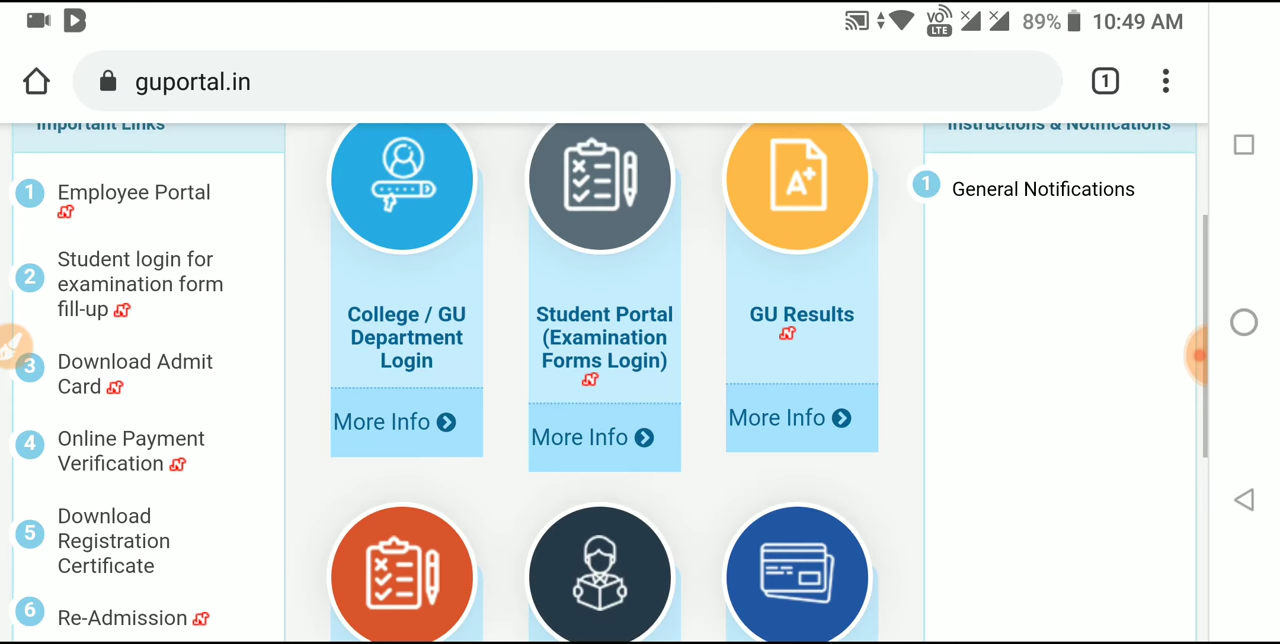 VO
LTE
89%
10:49 AM
guportal.in
1
Important Links
1
Employee Portal
N
2
Student login for
examination form
fill-up N
3
Download Admit
Card N
4
Online Payment
Verification N
5
Download
Registration
Certificate
6
Re-Admission N
College / GU
Department
Login
More Info
Student Portal
(Examination
Forms Login)
N
More Info
A+
GU Results
N
More Info
Instructions & Notifications
1
General Notifications